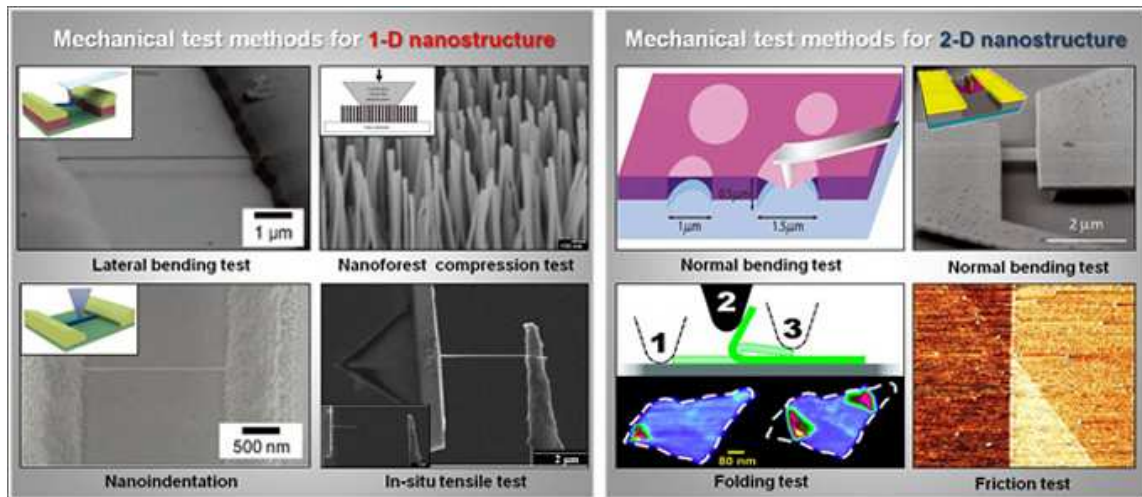 Mechanical test methods for 1-D nanostructure
1 μm
Lateral bending test
Nanoforest compression test
500 nm
Nanoindentation
2 μm
In-situ tensile test
Mechanical test methods for 2-D nanostructure
0.5μm
1μm
1.5μm
Normal bending test
2 μm
Normal bending test
1
2
3
80 nm
Folding test
Friction test